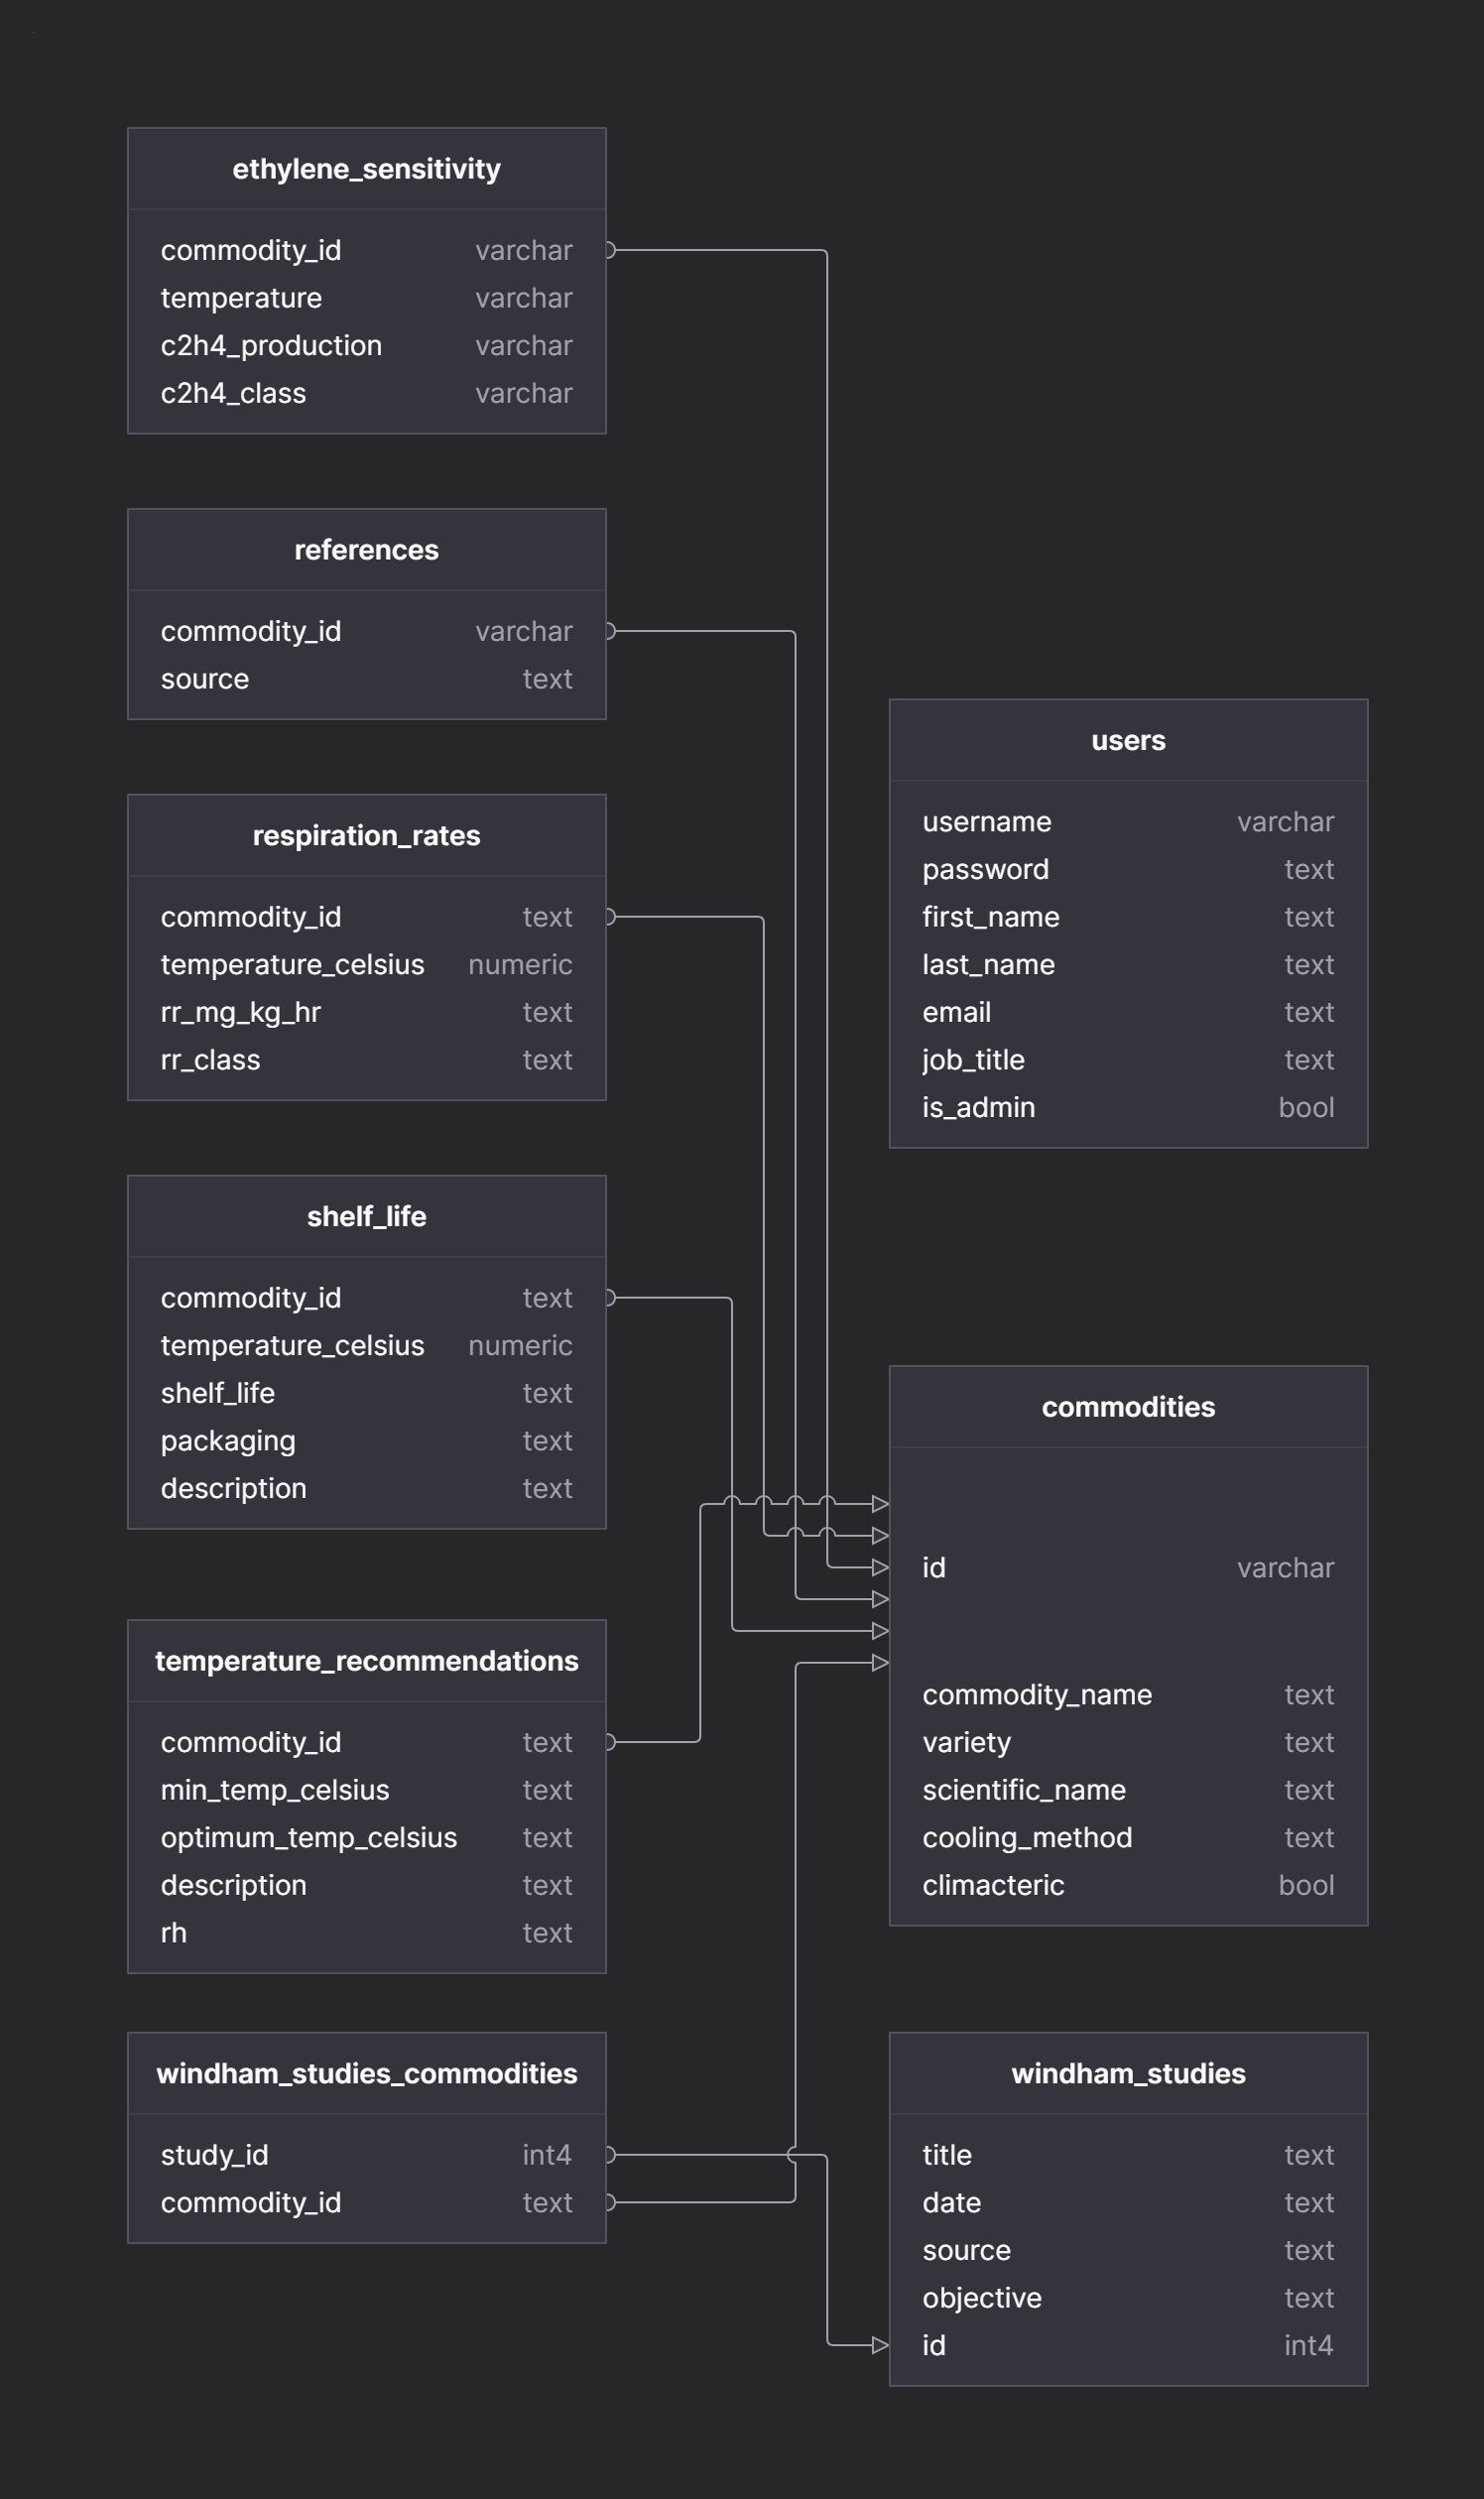 ethylene_sensitivity
commodity_id varchar
temperature varchar
c2h4_production varchar
c2h4_class varchar
references
commodity_id varchar
source text
respiration_rates
commodity_id text
temperature_celsius numeric
rr_mg_kg_hr text
rr_class text
shelf_life
commodity_id text
temperature_celsius numeric
shelf_life text
packaging text
description text
temperature_recommendations
commodity_id text
min_temp_celsius text
optimum_temp_celsius text
description text
rh text
windham_studies_commodities
study_id int4
commodity_id text
users
username varchar
password text
first_name text
last_name text
email text
job_title text
is_admin bool
commodities
id varchar
commodity_name text
variety text
scientific_name text
cooling_method text
climacteric bool
windham_studies
title text
date text
source text
objective text
id int4